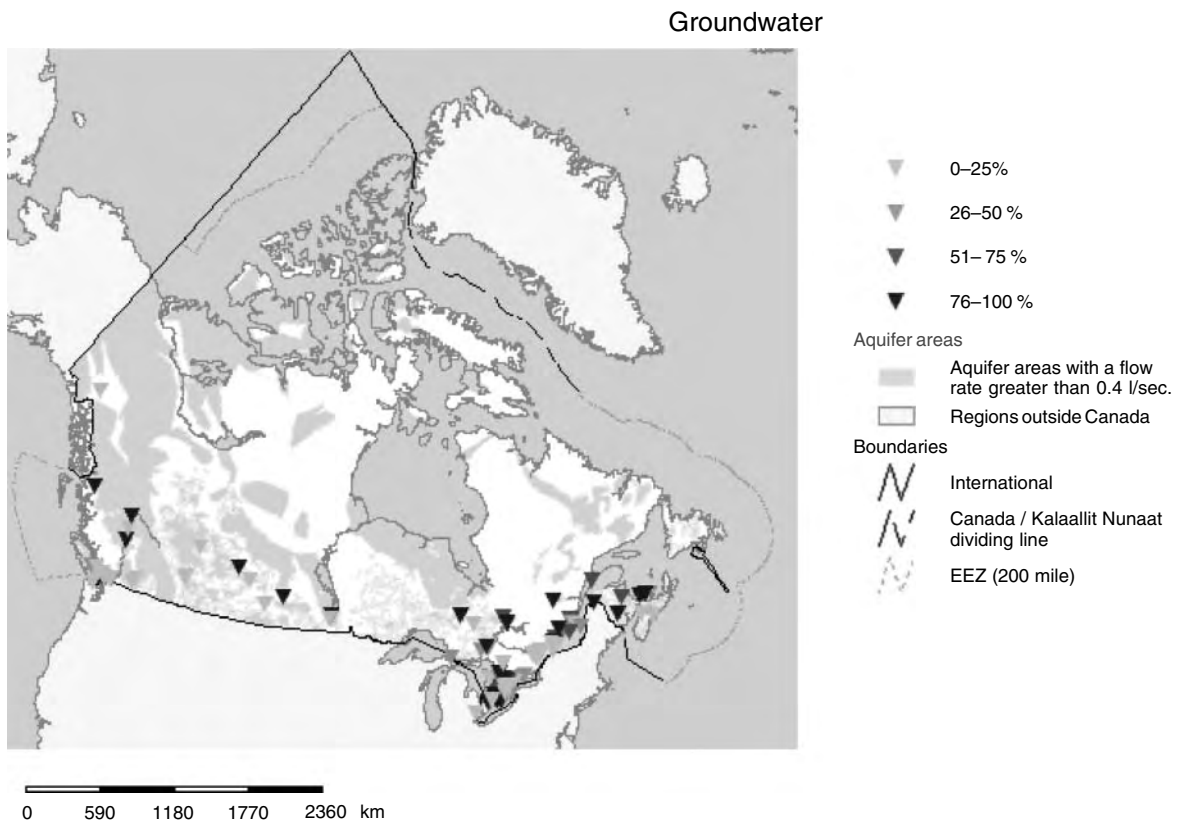 Groundwater
0–25%
26–50 %
51– 75 %
76–100 %
Aquifer areas
Aquifer areas with a flow
rate greater than 0.4 l/sec.
Regions outside Canada
Boundaries
International
Canada / Kalaallit Nunaat
dividing line
EEZ (200 mile)
0 590 1180 1770 2360 km